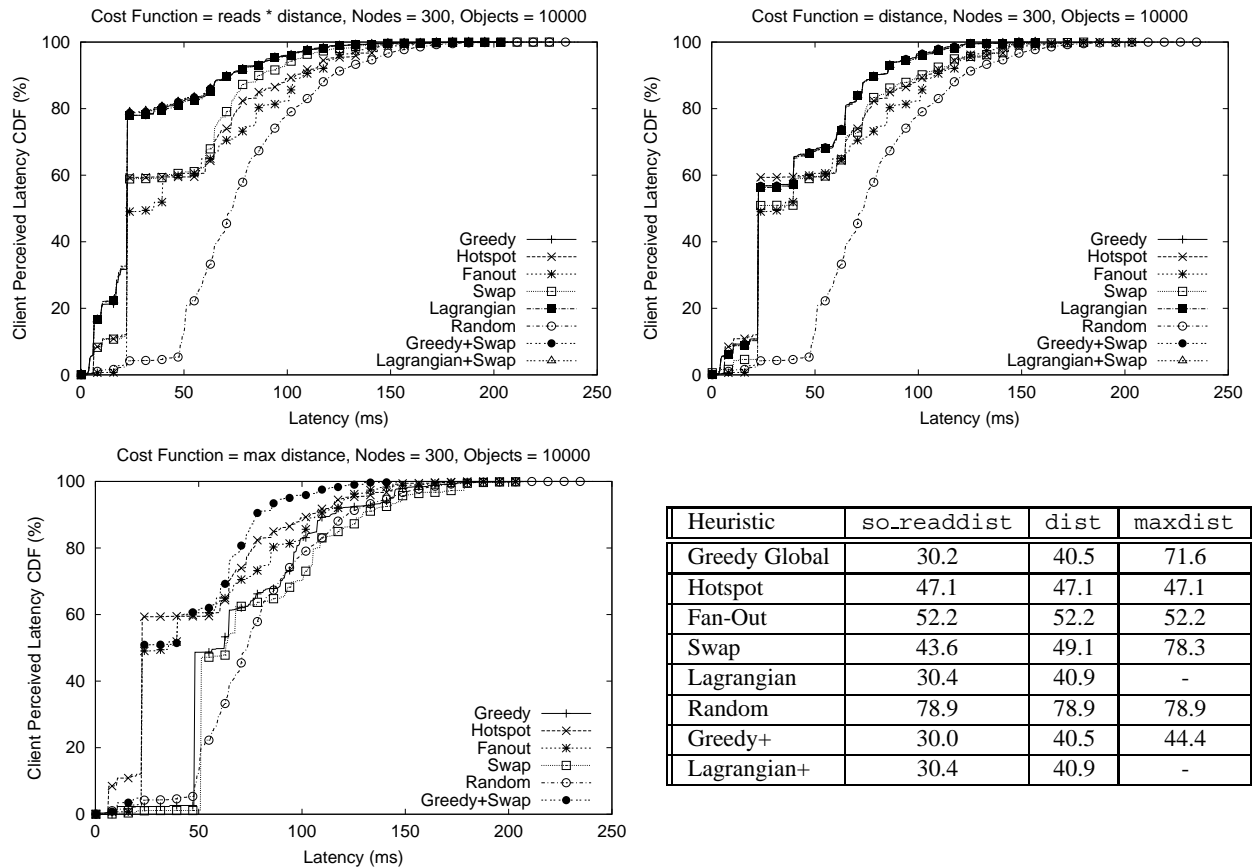 Cost Function = reads * distance, Nodes = 300, Objects = 10000
Client Perceived Latency CDF (%)
100
80
60
40
20
0
Greedy
Hotspot
Fanout
Swap
Lagrangian
Random
Greedy+Swap
Lagrangian+Swap
0 50 100 150 200 250
Latency (ms)
Cost Function = distance, Nodes = 300, Objects = 10000
Client Perceived Latency CDF (%)
100
80
60
40
20
0
Greedy
Hotspot
Fanout
Swap
Lagrangian
Random
Greedy+Swap
Lagrangian+Swap
0 50 100 150 200 250
Latency (ms)
Cost Function = max distance, Nodes = 300, Objects = 10000
Client Perceived Latency CDF (%)
100
80
60
40
20
0
Greedy
Hotspot
Fanout
Swap
Random
Greedy+Swap
0 50 100 150 200 250
Latency (ms)
Heuristic so_readdist dist maxdist
Greedy Global 30.2 40.5 71.6
Hotspot 47.1 47.1 47.1
Fan-Out 52.2 52.2 52.2
Swap 43.6 49.1 78.3
Lagrangian 30.4 40.9 -
Random 78.9 78.9 78.9
Greedy+ 30.0 40.5 44.4
Lagrangian+ 30.4 40.9 -